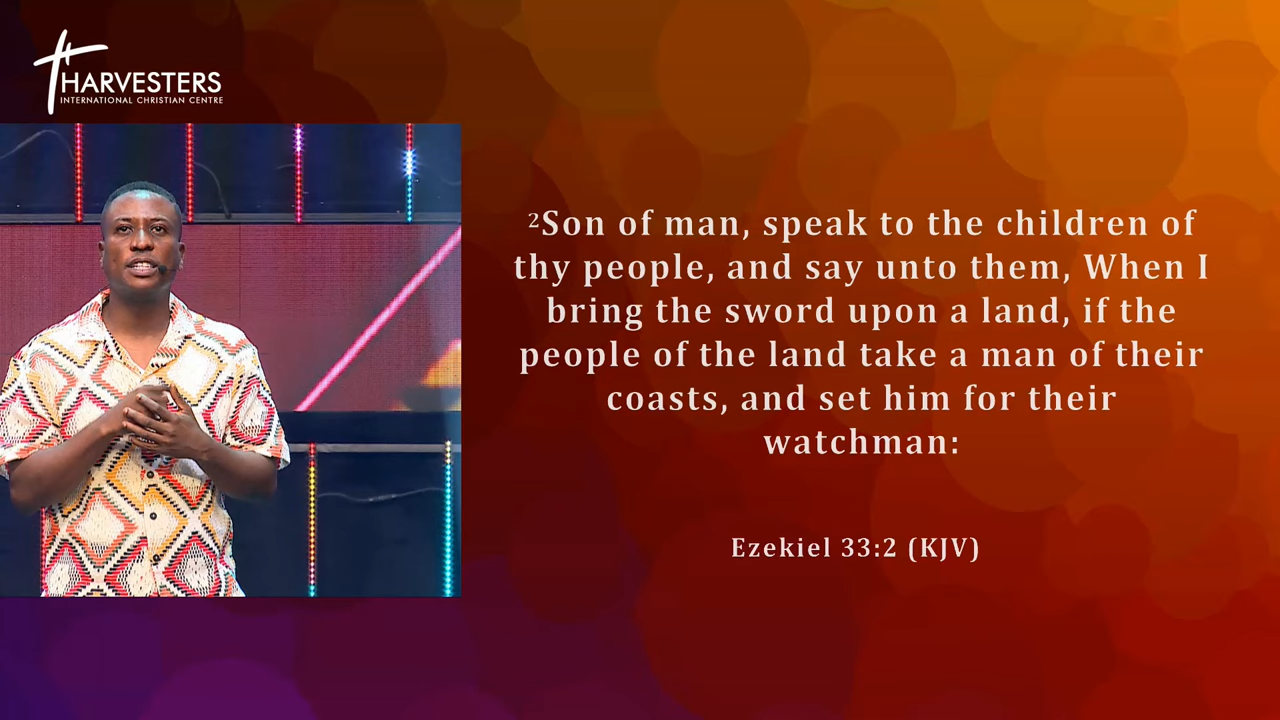 HARVESTERS
INTERNATIONAL CHRISTIAN CENTRE
²Son of man, speak to the children of
thy people, and say unto them, When I
bring the sword upon a land, if the
people of the land take a man of their
coasts, and set him for their
watchman:
Ezekiel 33:2 (KJV)